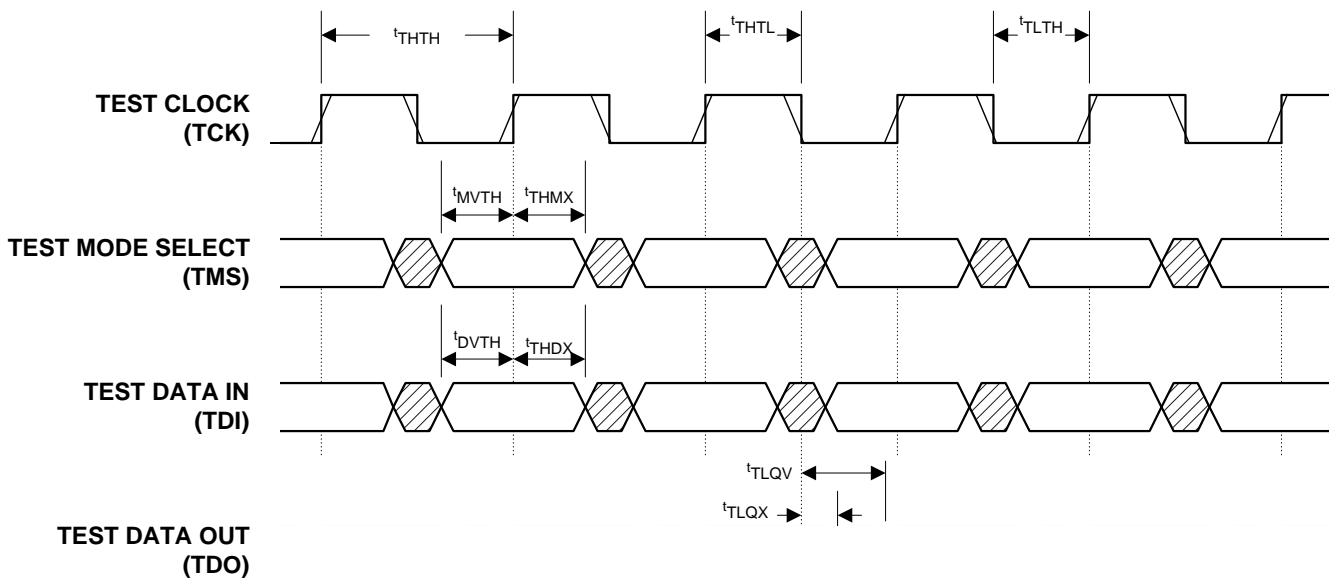 tTHTH
tTHTL
tTLTH
TEST CLOCK
(TCK)
tMVTH
tTHMX
TEST MODE SELECT
(TMS)
tDVTH
tTHDX
TEST DATA IN
(TDI)
tTLQV
tTLQX
TEST DATA OUT
(TDO)